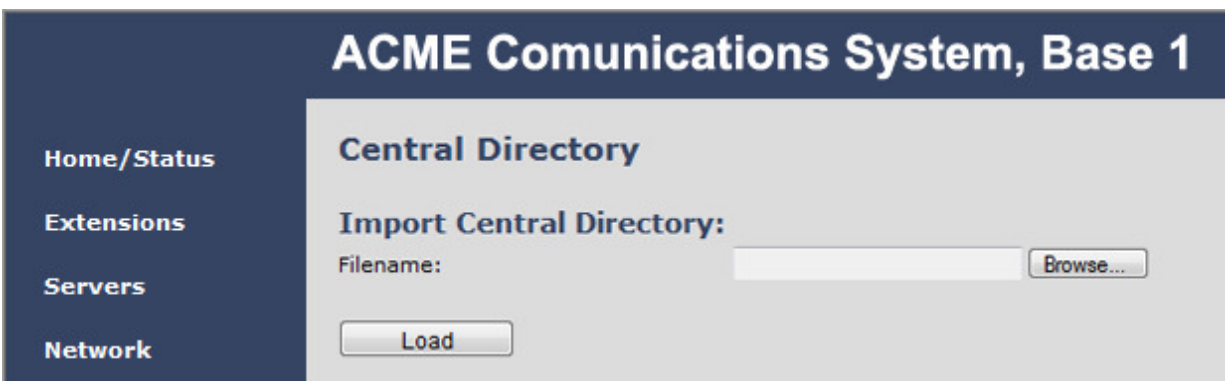 ACME Comunications System, Base 1
Home/Status
Extensions
Servers
Network
Central Directory
Import Central Directory:
Filename:
Browse...
Load